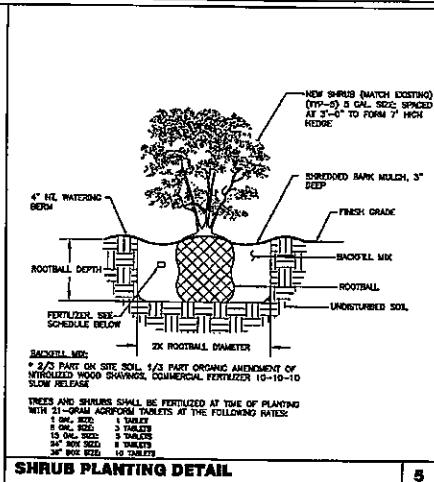 NEW SHRUB (MATCH EXISTING)
(TYP-5) 5 GAL. SIZE; SPACED
AT 3'-0" TO FORM 7' HIGH
HEDGE
SHREDDED BARK MULCH, 3"
DEEP
4" HT. WATERING
BERM
FINISH GRADE
BACKFILL MIX
ROOTBALL DEPTH
ROOTBALL
FERTILIZER, SEE
SCHEDULE BELOW
UNDISTURBED SOIL
2X ROOTBALL DIAMETER
BACKFILL MIX:
* 2/3 PART ON SITE SOIL, 1/3 PART ORGANIC AMENDMENT OF
NITROLIZED WOOD SHAVINGS, COMMERCIAL FERTILIZER 10-10-10
SLOW RELEASE
TREES AND SHRUBS SHALL BE FERTILIZED AT TIME OF PLANTING
WITH 21-GRAM AGRIFORM TABLETS AT THE FOLLOWING RATES:
1 GAL. SIZE: 1 TABLET
5 GAL. SIZE: 3 TABLETS
15 GAL. SIZE: 5 TABLETS
24" BOX SIZE: 8 TABLETS
36" BOX SIZE: 10 TABLETS
SHRUB PLANTING DETAIL 5